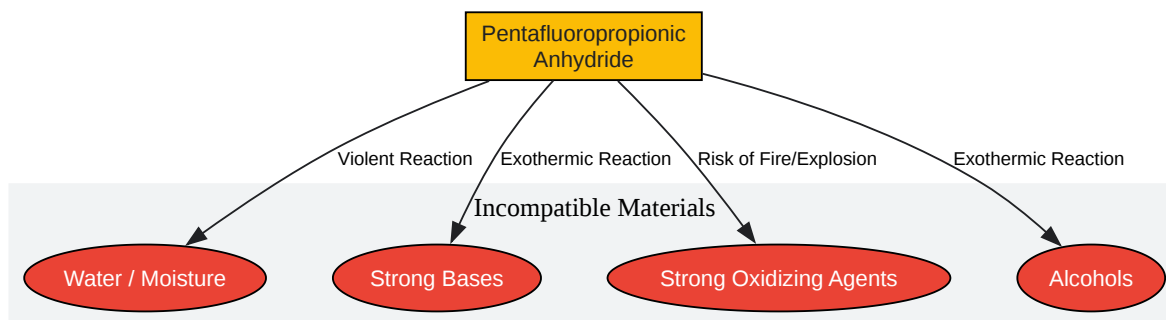 Pentafluoropropionic
Anhydride
Violent Reaction
Exothermic Reaction
Risk of Fire/Explosion
Exothermic Reaction
Incompatible Materials
Water / Moisture
Strong Bases
Strong Oxidizing Agents
Alcohols